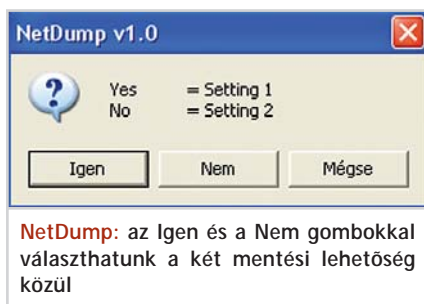 NetDump v1.0
Yes = Setting 1
No = Setting 2
Igen Nem Mégse
NetDump: az Igen és a Nem gombokkal
választhatunk a két mentési lehetõség
közül